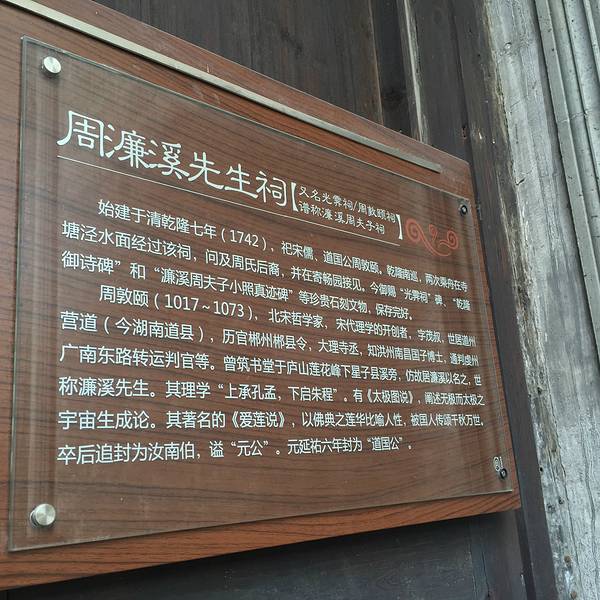 周濂溪先生祠【又名光霁祠/周敦颐祠
谱称濂溪周夫子祠】
始建于清乾隆七年（1742），祀宋儒、道国公周敦颐，乾隆南巡，两次乘舟在寺
塘泾水面经过该祠，问及周氏后裔，并在寄畅园接见。今御赐“光霁祠”碑、“乾隆
御诗碑”和“濂溪周夫子小照真迹碑”等珍贵石刻文物，保存完好。
周敦颐（1017～1073），北宋哲学家，宋代理学的开创者，字茂叔，世居道州
营道（今湖南道县），历官郴州郴县令，大理寺丞，知洪州南昌国子博士，通判虔州
广南东路转运判官等。曾筑书堂于庐山莲花峰下星子县溪旁，仿故居濂溪以名之，世
称濂溪先生。其理学“上承孔孟，下启朱程”。有《太极图说》，阐述无极而太极之
宇宙生成论。其著名的《爱莲说》，以佛典之莲华比喻人性，被国人传颂千秋万世。
卒后追封为汝南伯，谥“元公”。元延祐六年封为“道国公”。